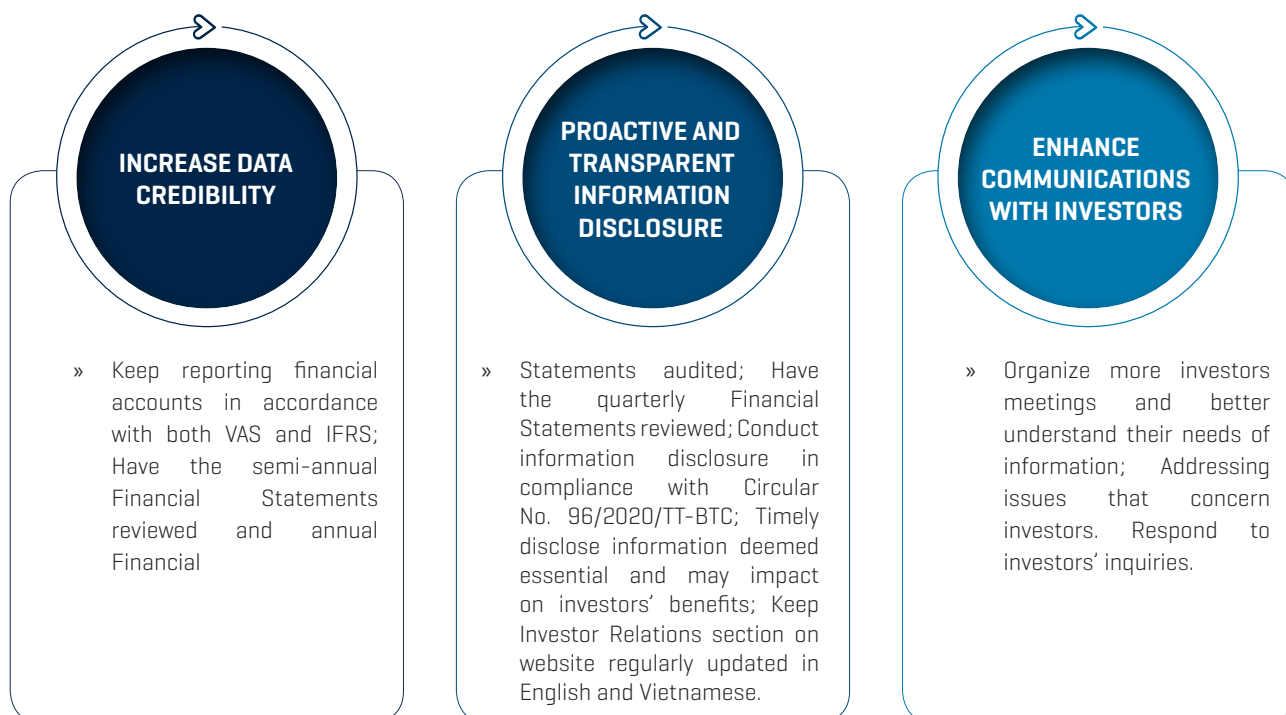 INCREASE DATA
CREDIBILITY
» Keep reporting financial
accounts in accordance
with both VAS and IFRS;
Have the semi-annual
Financial Statements
reviewed and annual
Financial
PROACTIVE AND
TRANSPARENT
INFORMATION
DISCLOSURE
» Statements audited; Have
the quarterly Financial
Statements reviewed; Conduct
information disclosure in
compliance with Circular
No. 96/2020/TT-BTC; Timely
disclose information deemed
essential and may impact
on investors’ benefits; Keep
Investor Relations section on
website regularly updated in
English and Vietnamese.
ENHANCE
COMMUNICATIONS
WITH INVESTORS
» Organize more investors
meetings and better
understand their needs of
information; Addressing
issues that concern
investors. Respond to
investors’ inquiries.